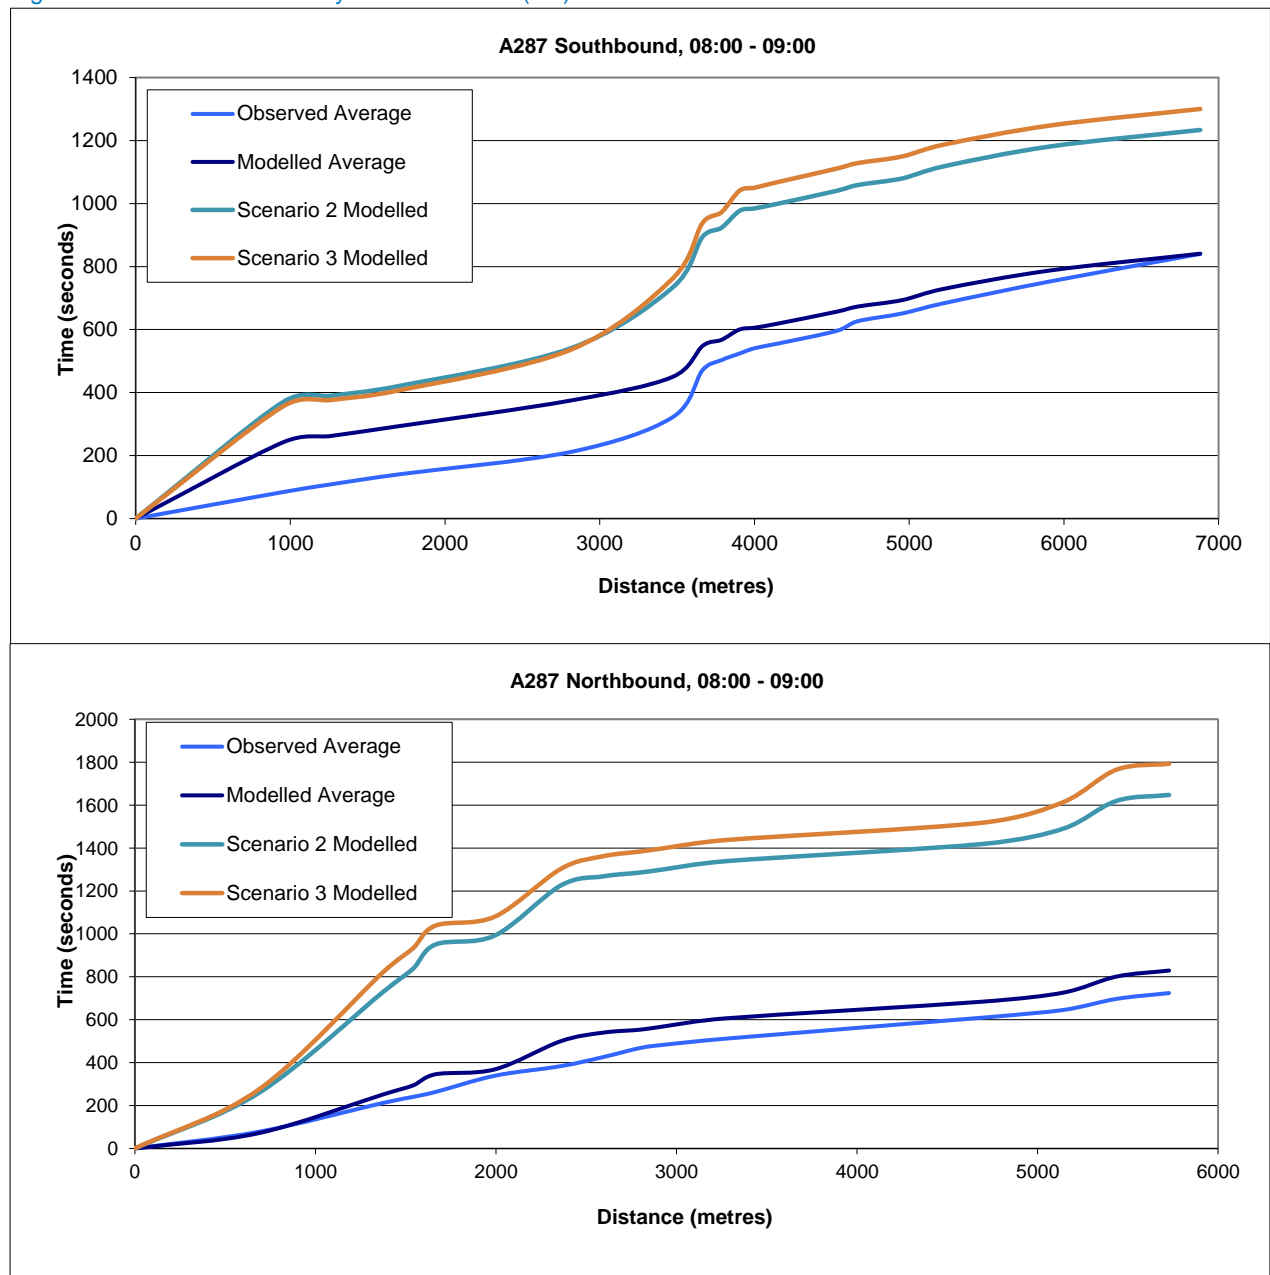 A287 Southbound, 08:00 - 09:00
1400
1200
1000
800
600
400
200
0
Time (seconds)
Observed Average
Modelled Average
Scenario 2 Modelled
Scenario 3 Modelled
0 1000 2000 3000 4000 5000 6000 7000
Distance (metres)
A287 Northbound, 08:00 - 09:00
2000
1800
1600
1400
1200
1000
800
600
400
200
0
Time (seconds)
Observed Average
Modelled Average
Scenario 2 Modelled
Scenario 3 Modelled
0 1000 2000 3000 4000 5000 6000
Distance (metres)